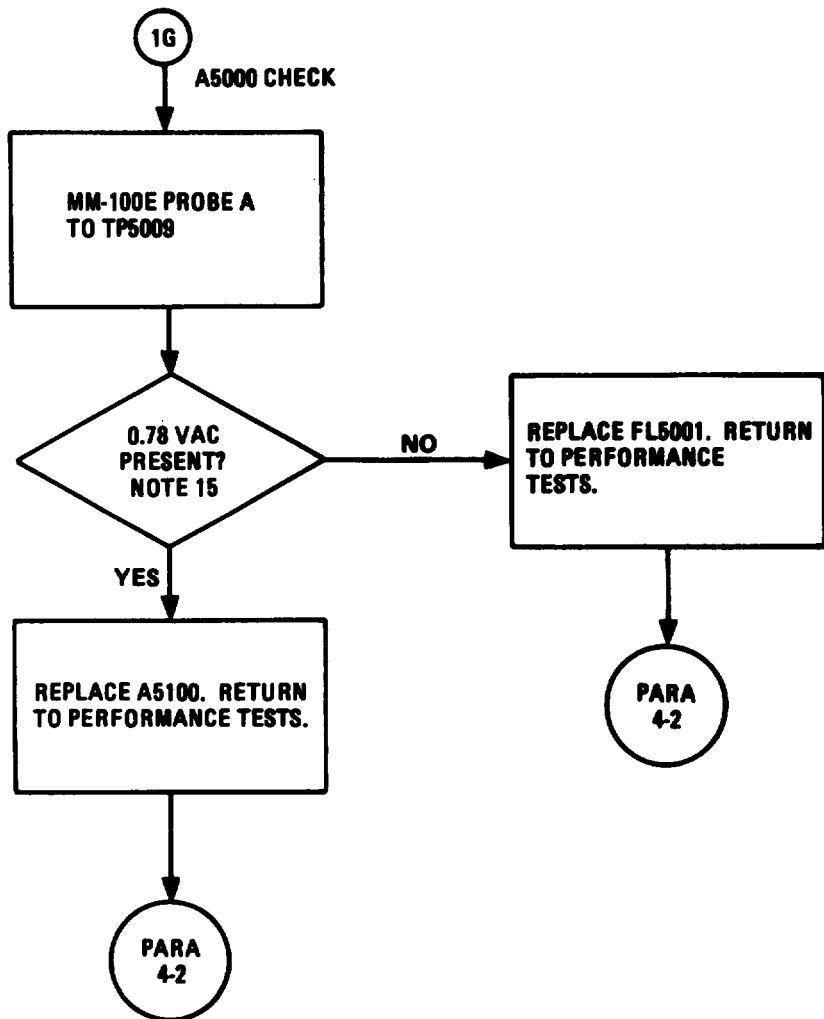 1G
A5000 CHECK
MM-100E PROBE A
TO TP5009
0.78 VAC
PRESENT?
NOTE 15
NO
REPLACE FL5001. RETURN
TO PERFORMANCE
TESTS.
YES
REPLACE A5100. RETURN
TO PERFORMANCE TESTS.
PARA
4-2
PARA
4-2